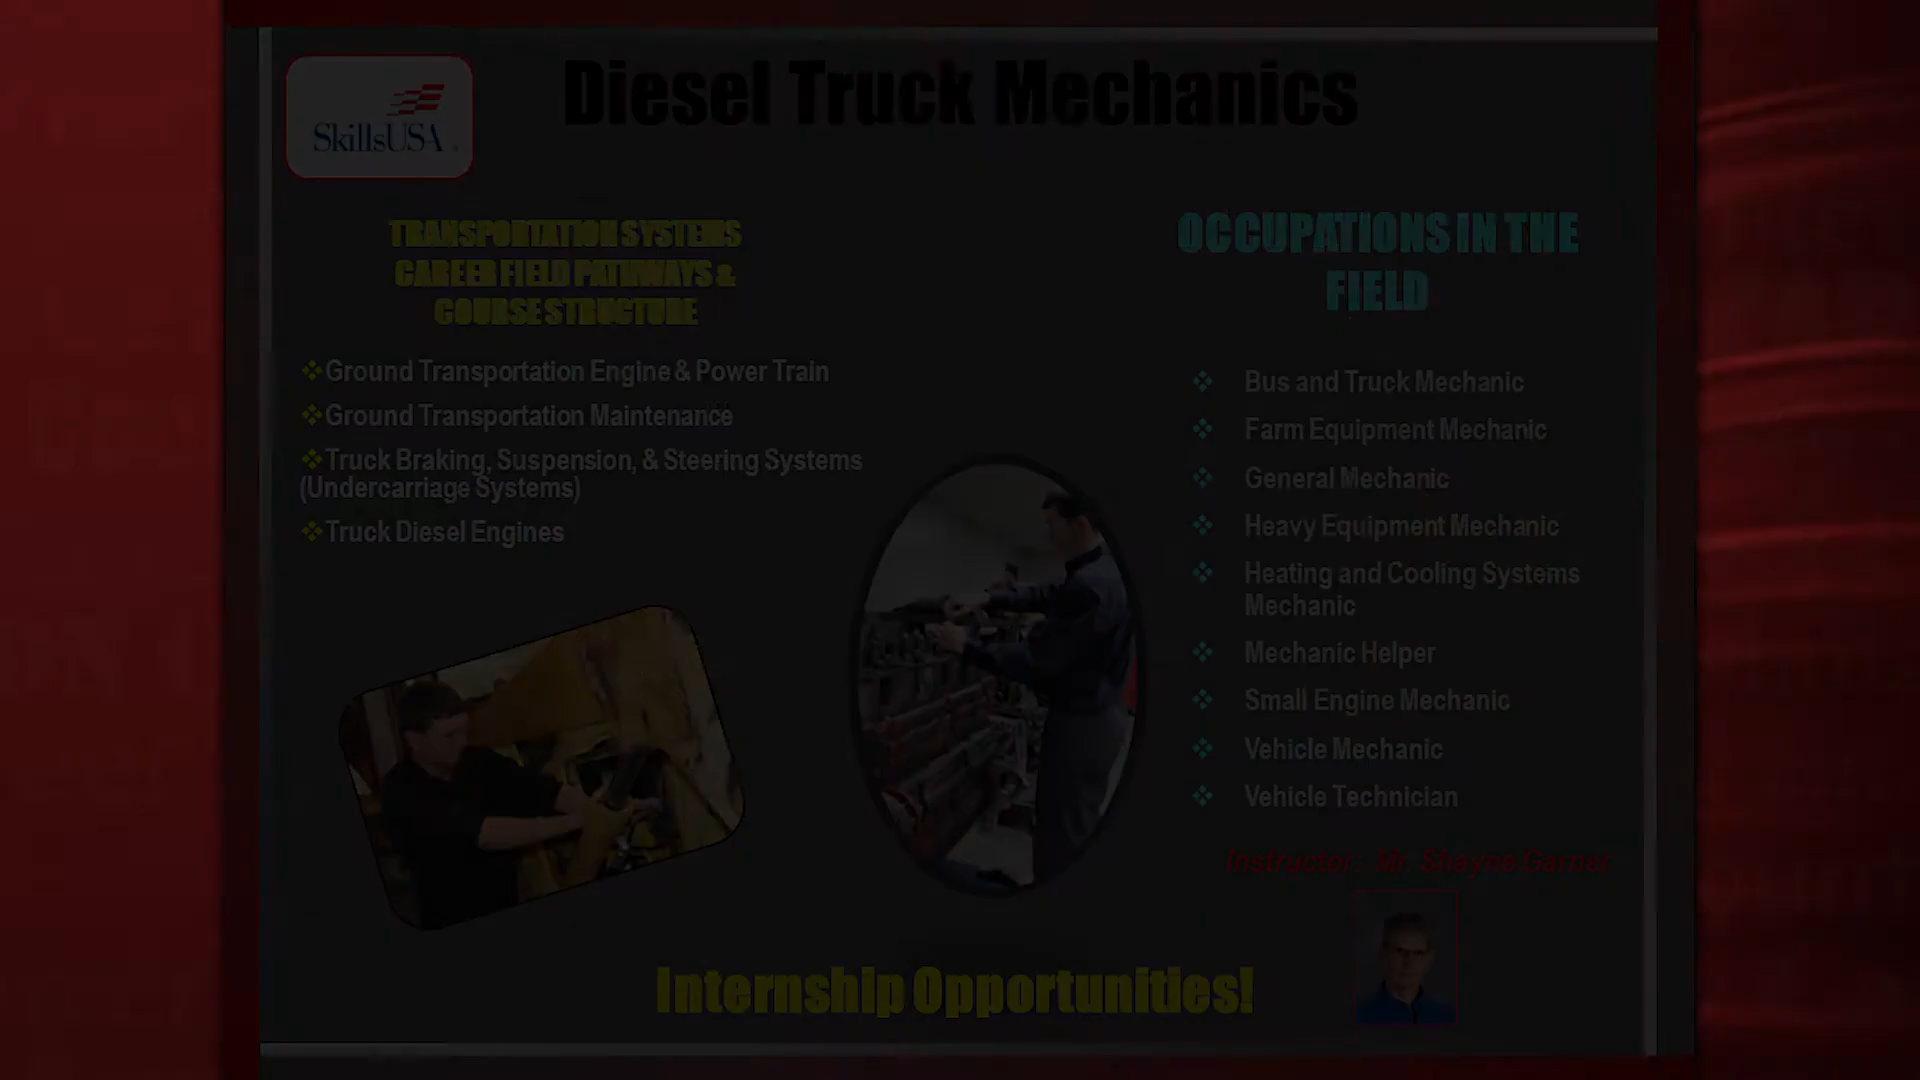 SkillsUSA
Diesel Truck Mechanics
TRANSPORTATION SYSTEMS
CAREER FIELD PATHWAYS &
COURSE STRUCTURE
Ground Transportation Engine & Power Train
Ground Transportation Maintenance
Truck Braking, Suspension, & Steering Systems
(Undercarriage Systems)
Truck Diesel Engines
OCCUPATIONS IN THE
FIELD
Bus and Truck Mechanic
Farm Equipment Mechanic
General Mechanic
Heavy Equipment Mechanic
Heating and Cooling Systems
Mechanic
Mechanic Helper
Small Engine Mechanic
Vehicle Mechanic
Vehicle Technician
Instructor: Mr. Shayne Garner
Internship Opportunities!